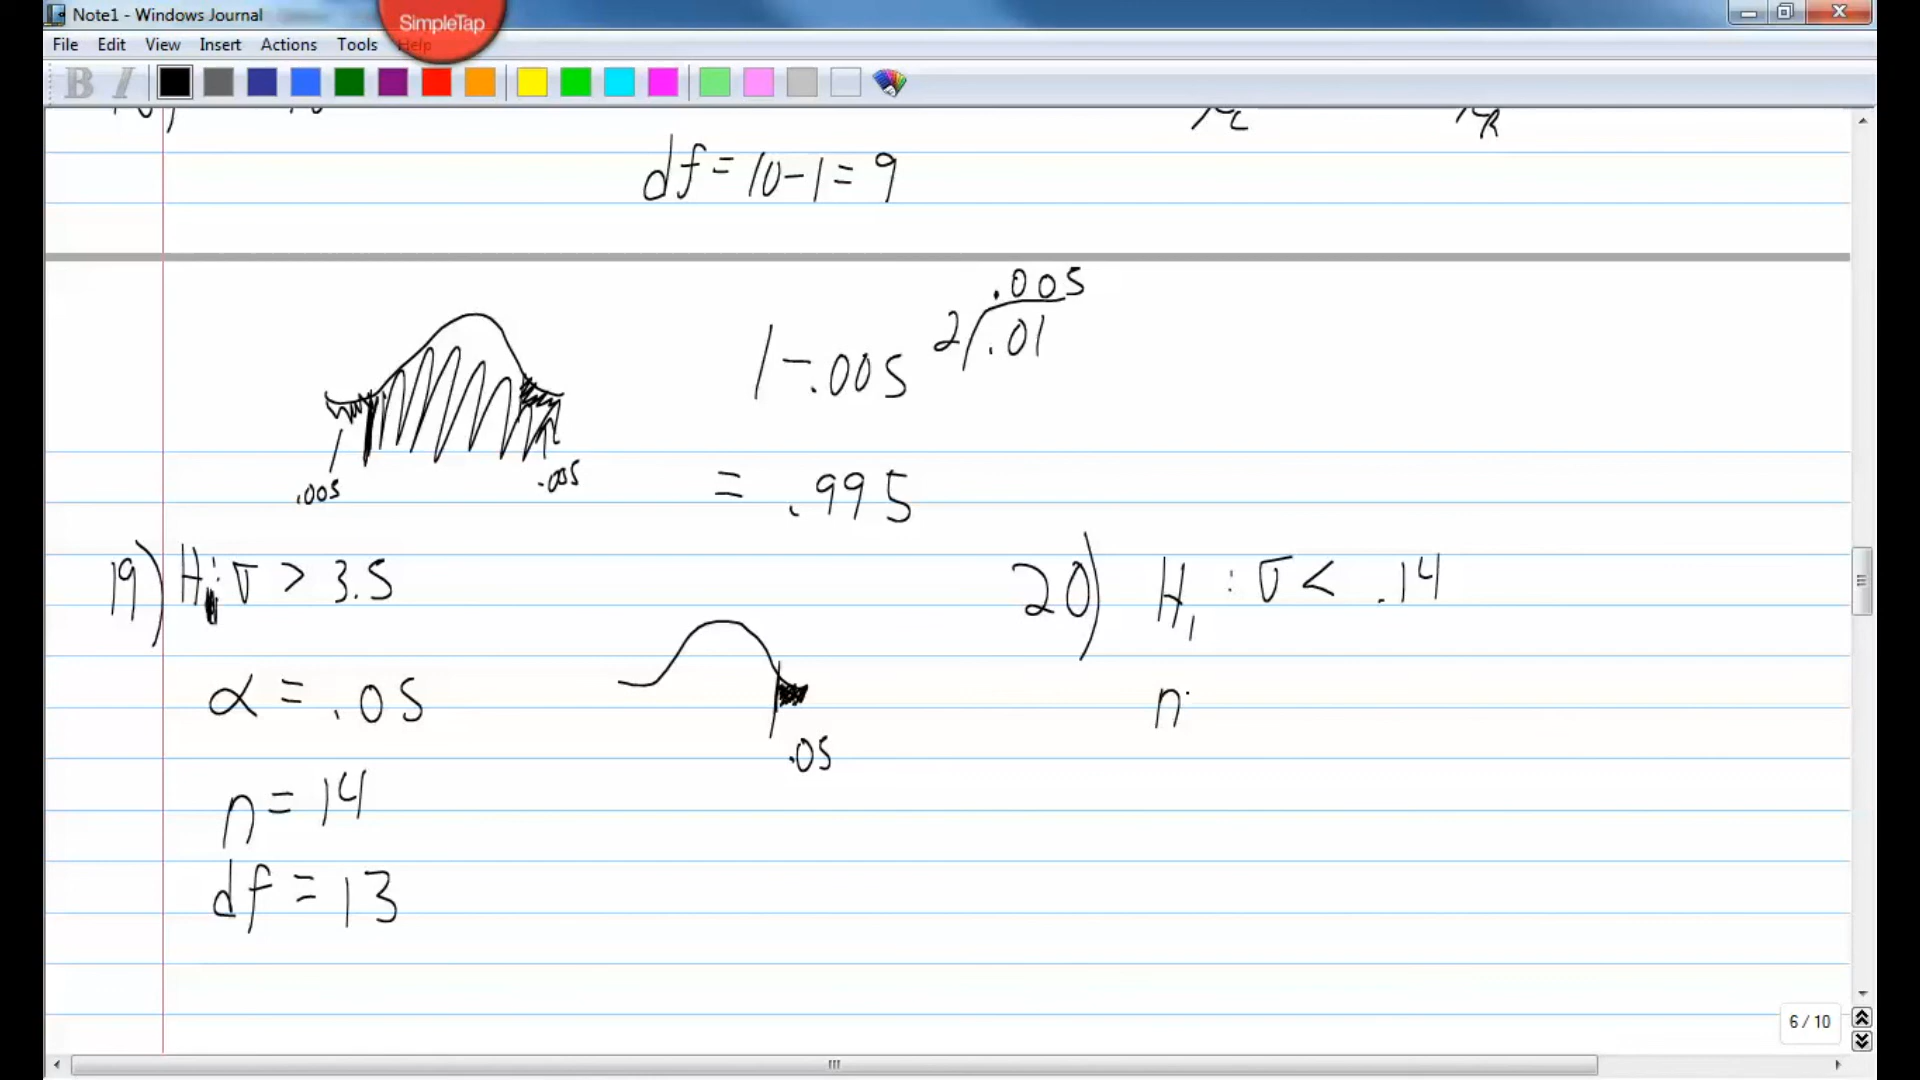 Note1 - Windows Journal
SimpleTap
File Edit View Insert Actions Tools Help
B I
df = 10-1 = 9
.005
1 - .005 2 .01
.005 .005
= .995
19) H1: σ > 3.5
20) H1 : σ < .14
α = .05
n
.05
n = 14
df = 13
6 / 10